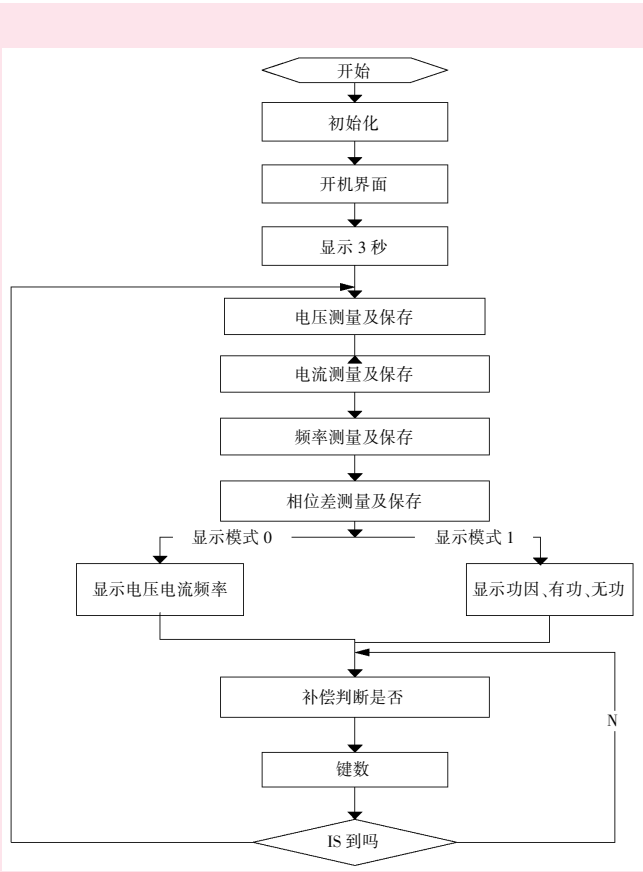 开始
初始化
开机界面
显示 3 秒
电压测量及保存
电流测量及保存
频率测量及保存
相位差测量及保存
显示模式 0
显示模式 1
显示电压电流频率
显示功因、有功、无功
补偿判断是否
N
键数
IS 到吗